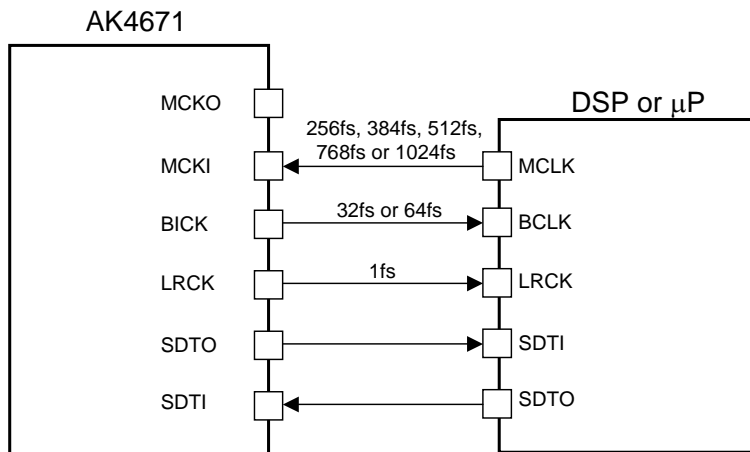 AK4671
DSP or μP
MCKO
256fs, 384fs, 512fs,
768fs or 1024fs
MCKI
MCLK
BICK
32fs or 64fs
BCLK
LRCK
1fs
LRCK
SDTO
SDTI
SDTI
SDTO